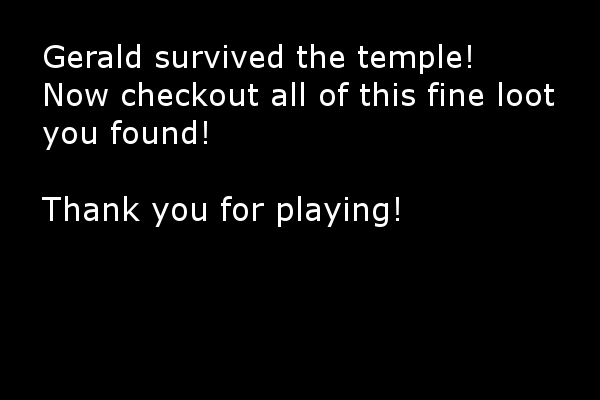 Gerald survived the temple!
Now checkout all of this fine loot
you found!
Thank you for playing!